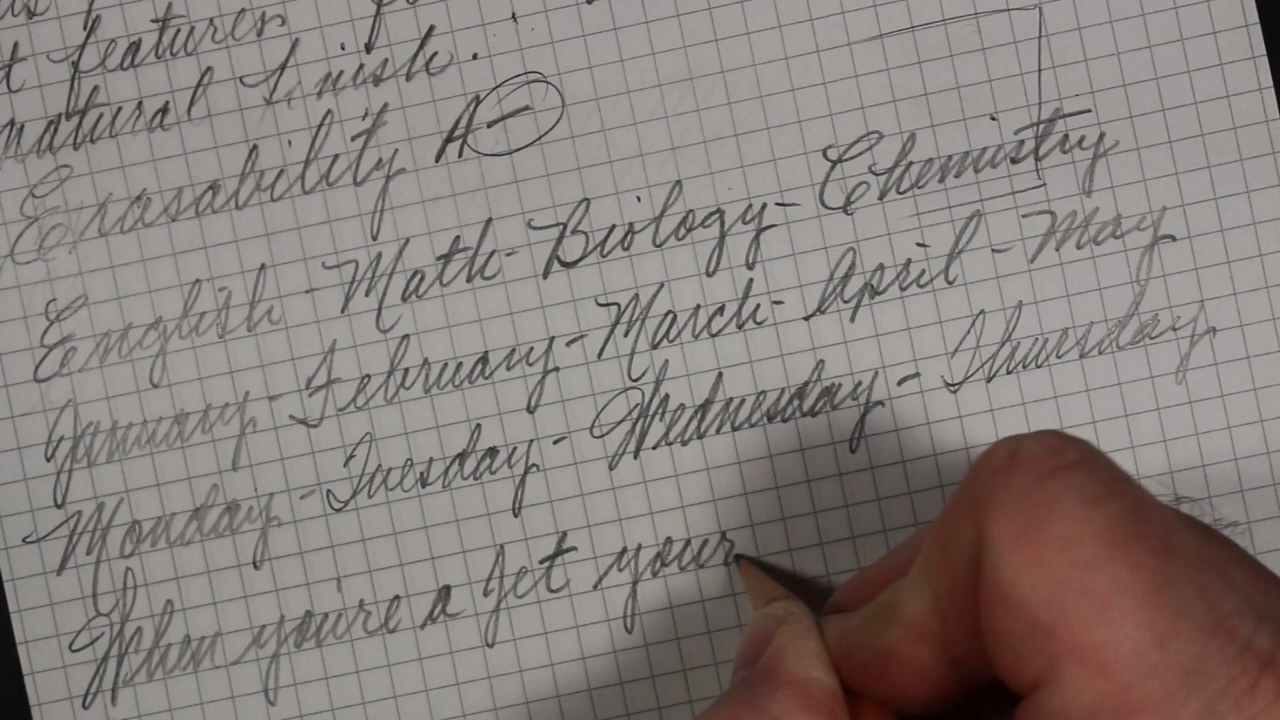 t features
natural finish.
Erasability A-
English - Math - Biology - Chemistry
January - February - March - April - May
Monday - Tuesday - Wednesday - Thursday
When you're a Jet your